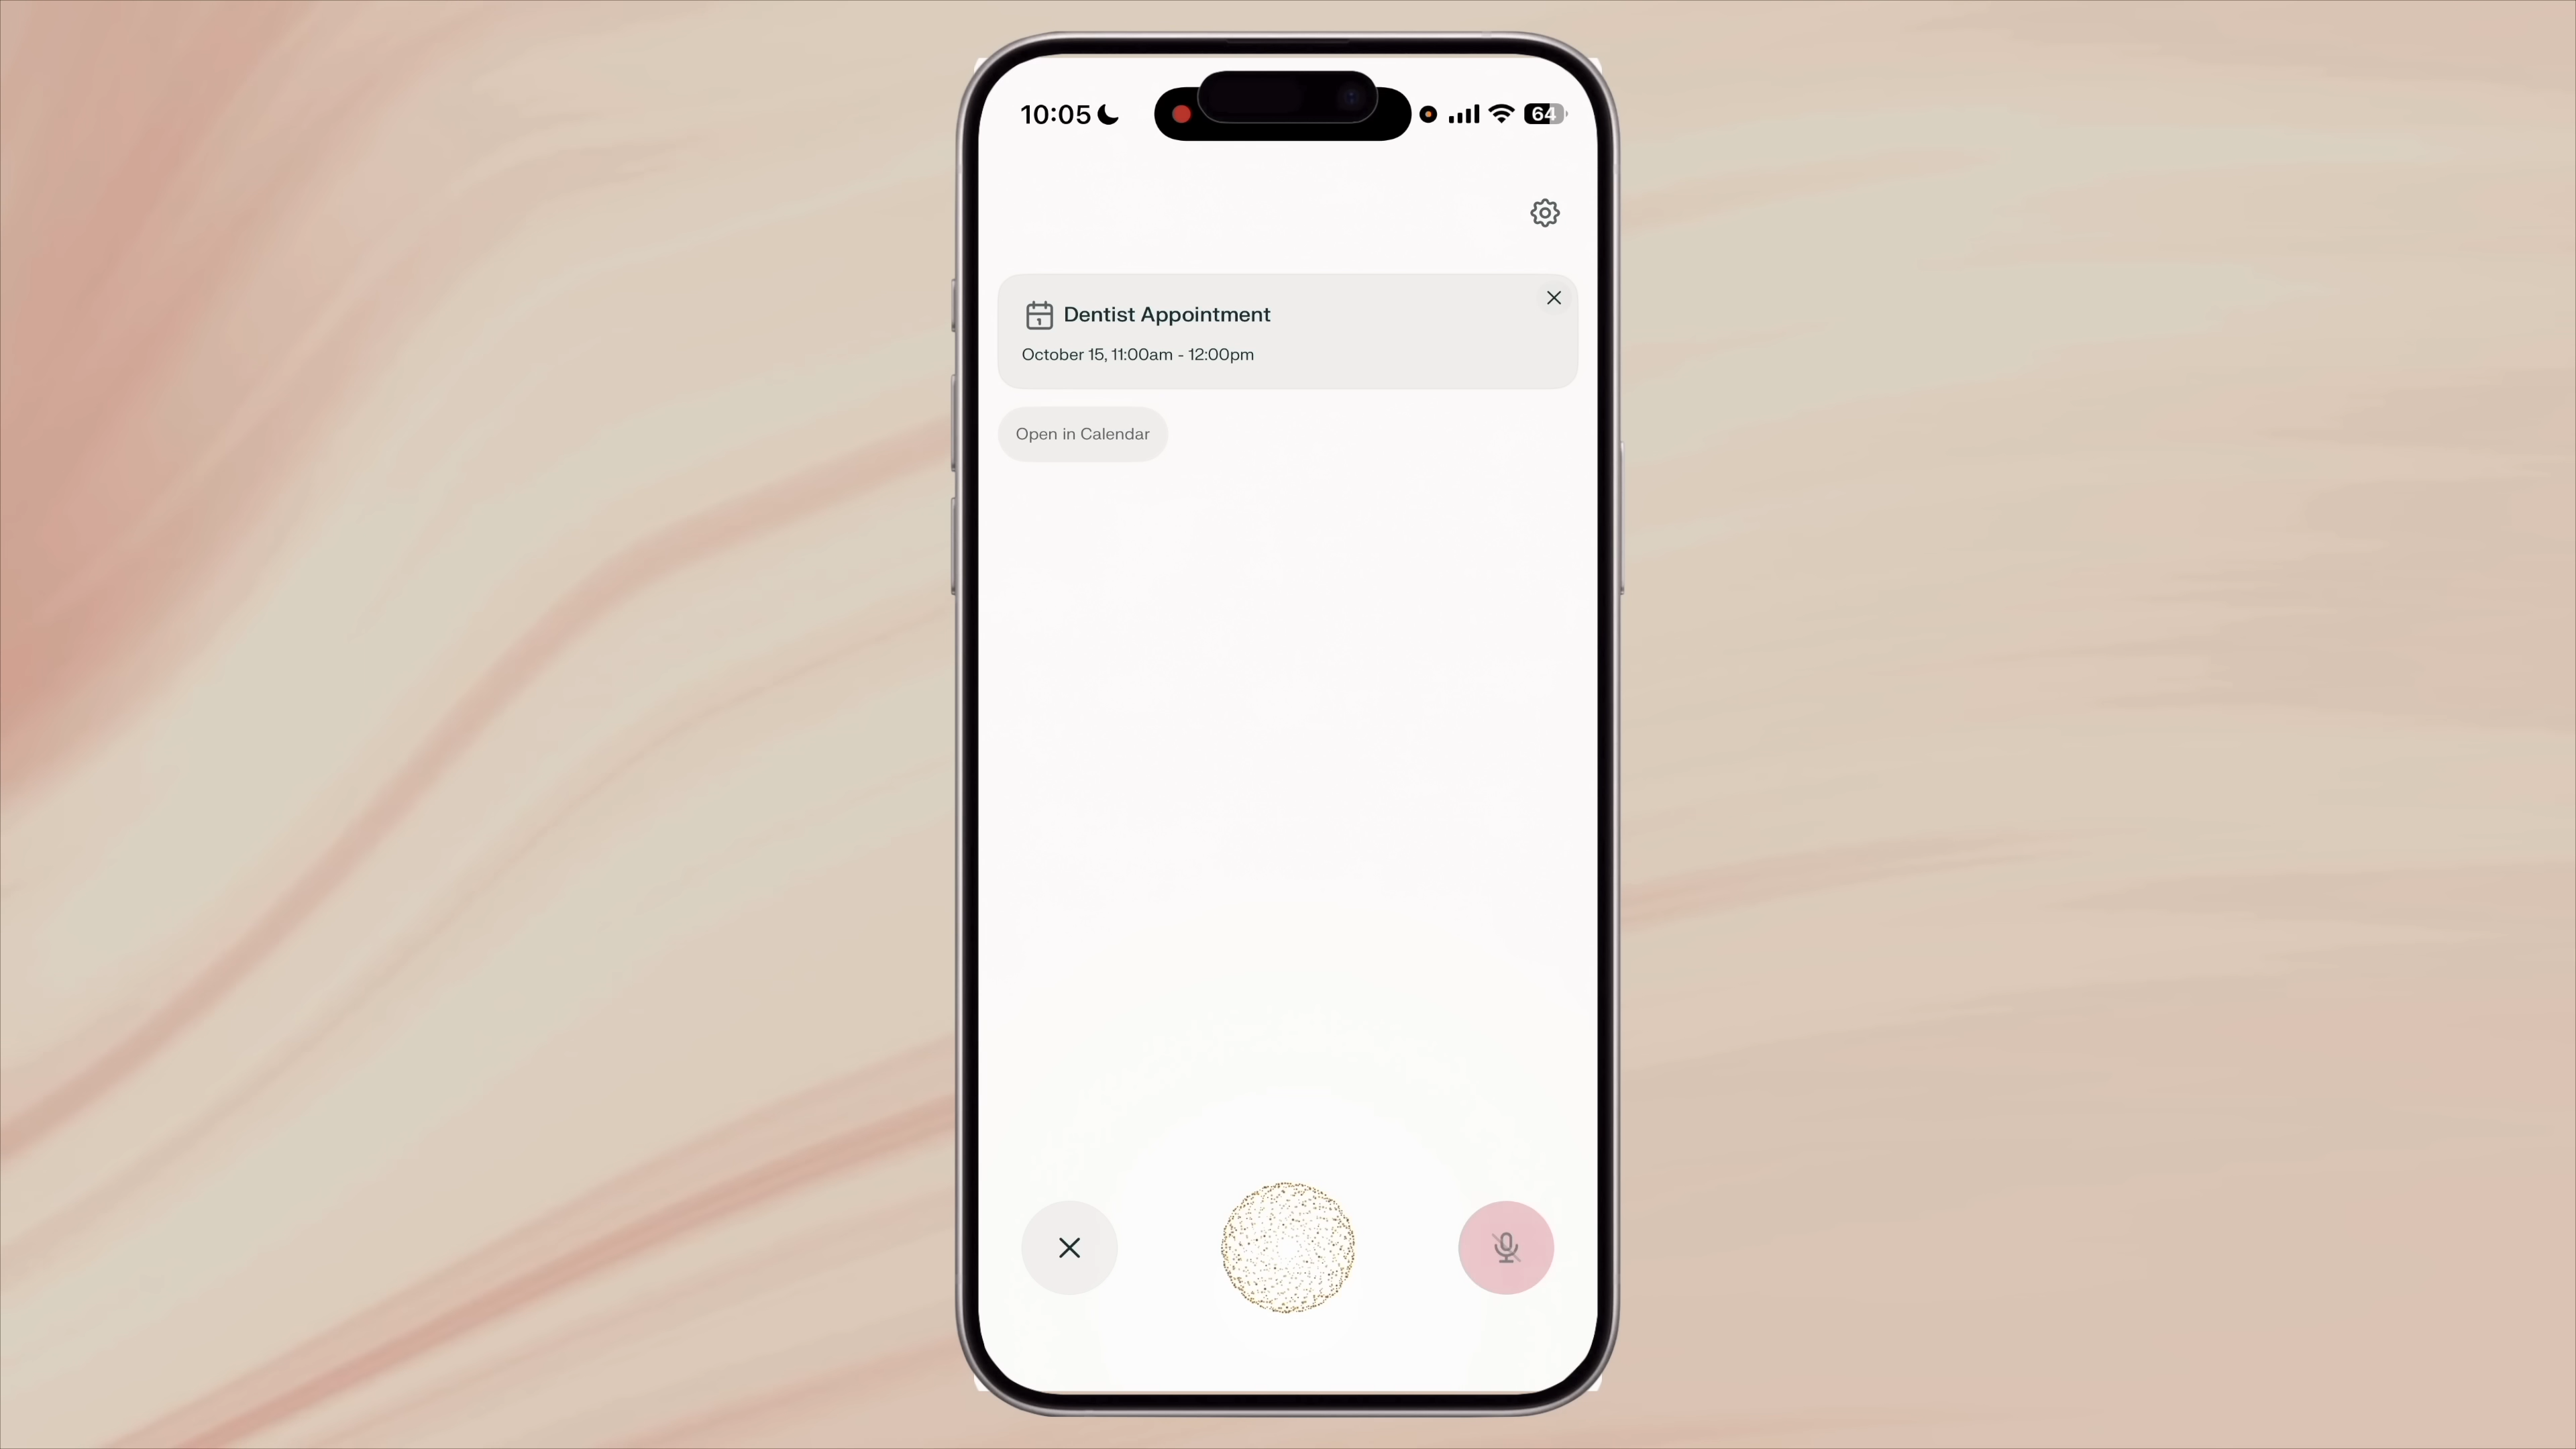 10:05
64
Dentist Appointment
October 15, 11:00am - 12:00pm
Open in Calendar